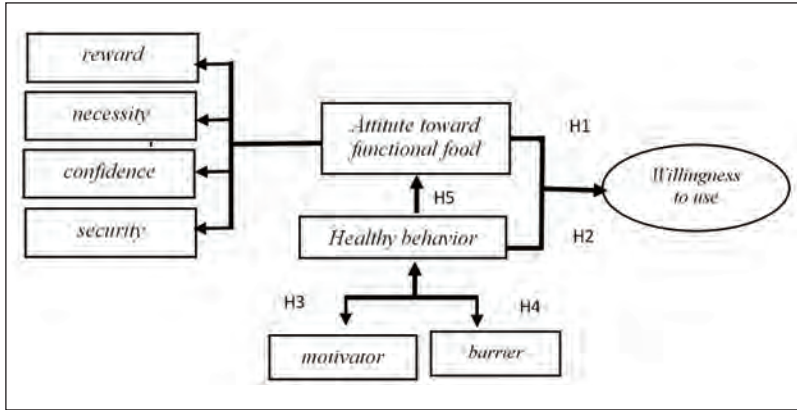 reward
necessity
confidence
security
Attitute toward
functional food
H1
Willingness
to use
H5
Healthy behavior
H2
H3
H4
motivator
barrier